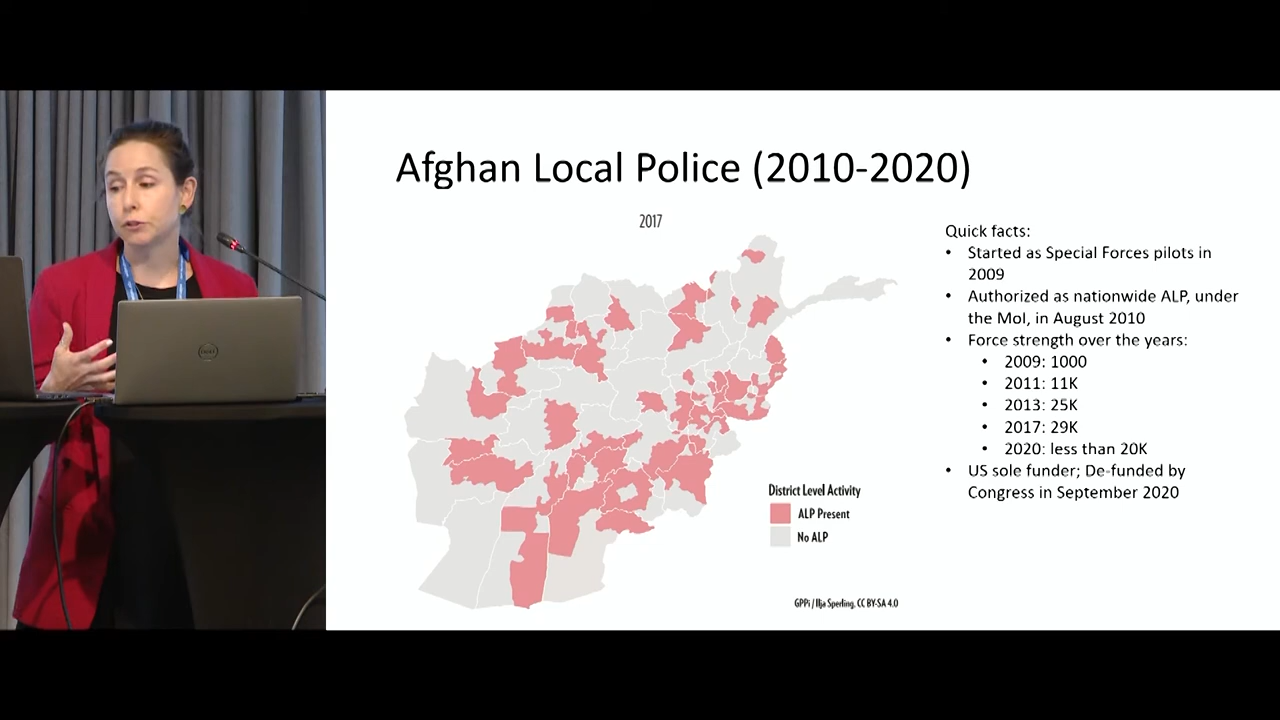 Afghan Local Police (2010-2020)
2017
Quick facts:
• Started as Special Forces pilots in
2009
• Authorized as nationwide ALP, under
the MoI, in August 2010
• Force strength over the years:
• 2009: 1000
• 2011: 11K
• 2013: 25K
• 2017: 29K
• 2020: less than 20K
• US sole funder; De-funded by
Congress in September 2020
District Level Activity
ALP Present
No ALP
GPPi / Ilja Sperling. CC BY-SA 4.0
DELL